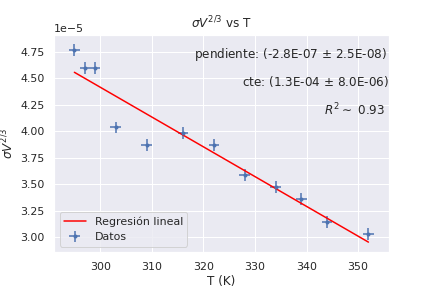 σV^{2/3} vs T
1e−5
pendiente: (-2.8E-07 ± 2.5E-08)
cte: (1.3E-04 ± 8.0E-06)
R² ∼ 0.93
4.75
4.50
4.25
4.00
3.75
3.50
3.25
3.00
σV^{2/3}
Regresión lineal
Datos
300 310 320 330 340 350
T (K)